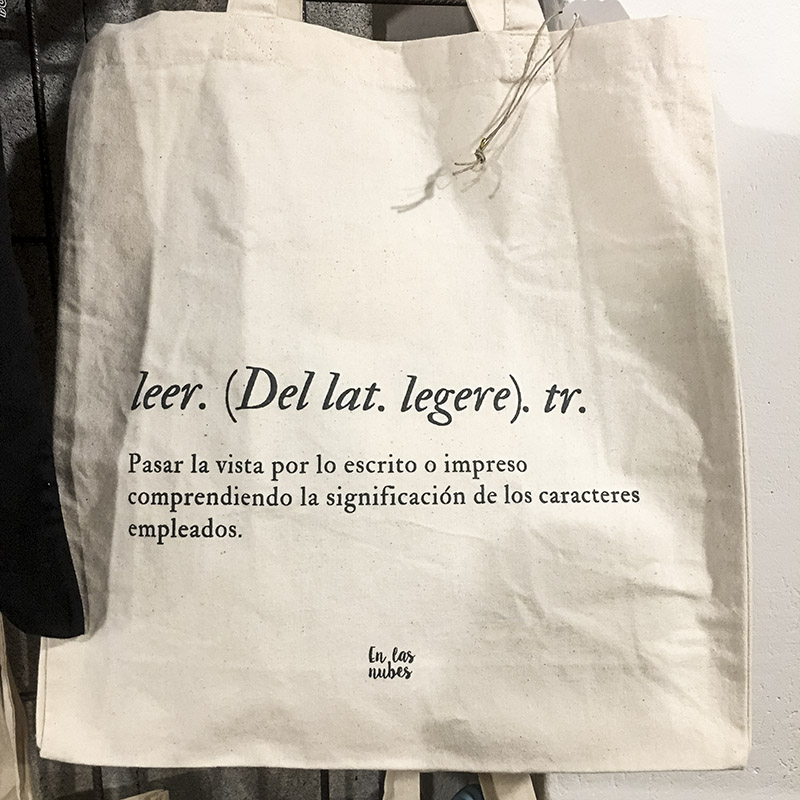 leer. (Del lat. legere). tr.
Pasar la vista por lo escrito o impreso
comprendiendo la significación de los caracteres
empleados.
En las
nubes